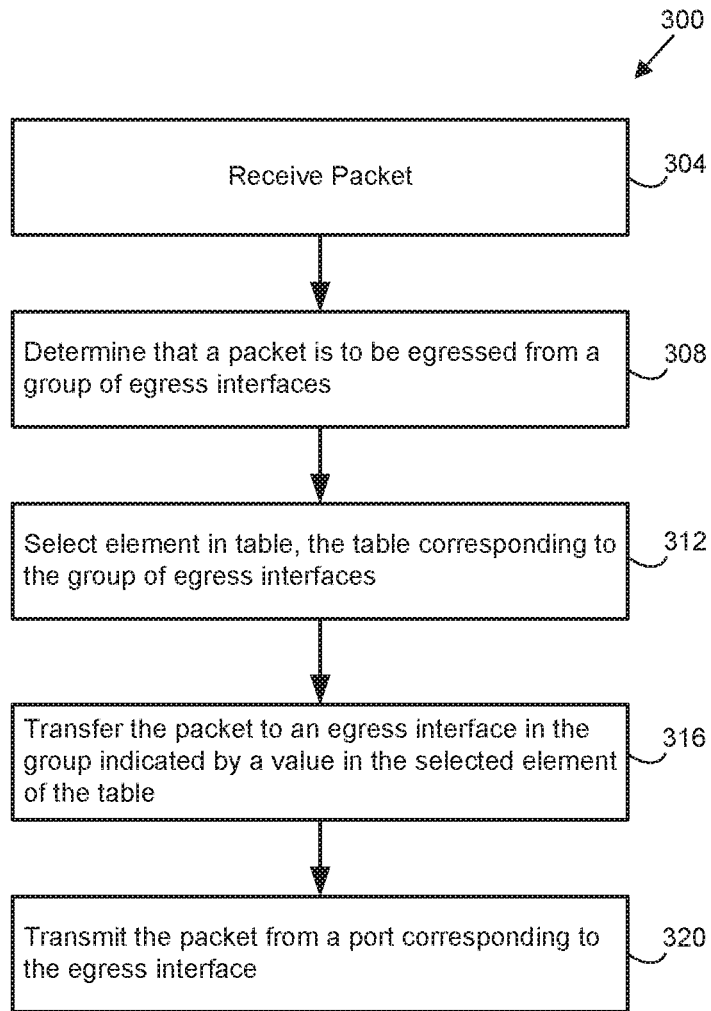 300
Receive Packet
304
Determine that a packet is to be egressed from a
group of egress interfaces
308
Select element in table, the table corresponding to
the group of egress interfaces
312
Transfer the packet to an egress interface in the
group indicated by a value in the selected element
of the table
316
Transmit the packet from a port corresponding to
the egress interface
320